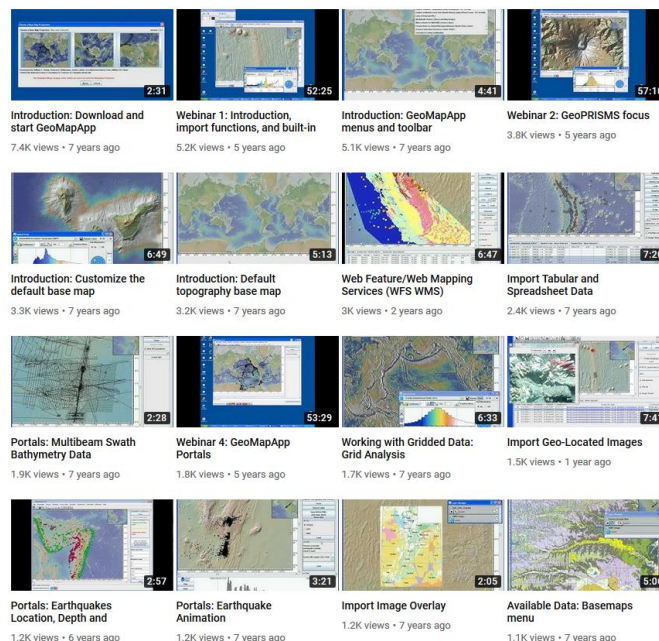 2:31
52:25
4:41
57:10
Introduction: Download and
start GeoMapApp
7.4K views • 7 years ago
Webinar 1: Introduction,
import functions, and built-in
5.2K views • 5 years ago
Introduction: GeoMapApp
menus and toolbar
5.1K views • 7 years ago
Webinar 2: GeoPRISMS focus
3.8K views • 5 years ago
6:49
5:13
6:47
7:20
Introduction: Customize the
default base map
3.3K views • 7 years ago
Introduction: Default
topography base map
3.2K views • 7 years ago
Web Feature/Web Mapping
Services (WFS WMS)
3K views • 2 years ago
Import Tabular and
Spreadsheet Data
2.4K views • 7 years ago
2:28
53:29
6:33
7:41
Portals: Multibeam Swath
Bathymetry Data
1.9K views • 7 years ago
Webinar 4: GeoMapApp
Portals
1.8K views • 5 years ago
Working with Gridded Data:
Grid Analysis
1.7K views • 7 years ago
Import Geo-Located Images
1.5K views • 1 year ago
2:57
3:21
2:05
Portals: Earthquakes
Location, Depth and
1.2K views • 6 years ago
Portals: Earthquake
Animation
1.2K views • 7 years ago
Import Image Overlay
1.2K views • 7 years ago
Available Data: Basemaps
menu
1.1K views • 7 years ago